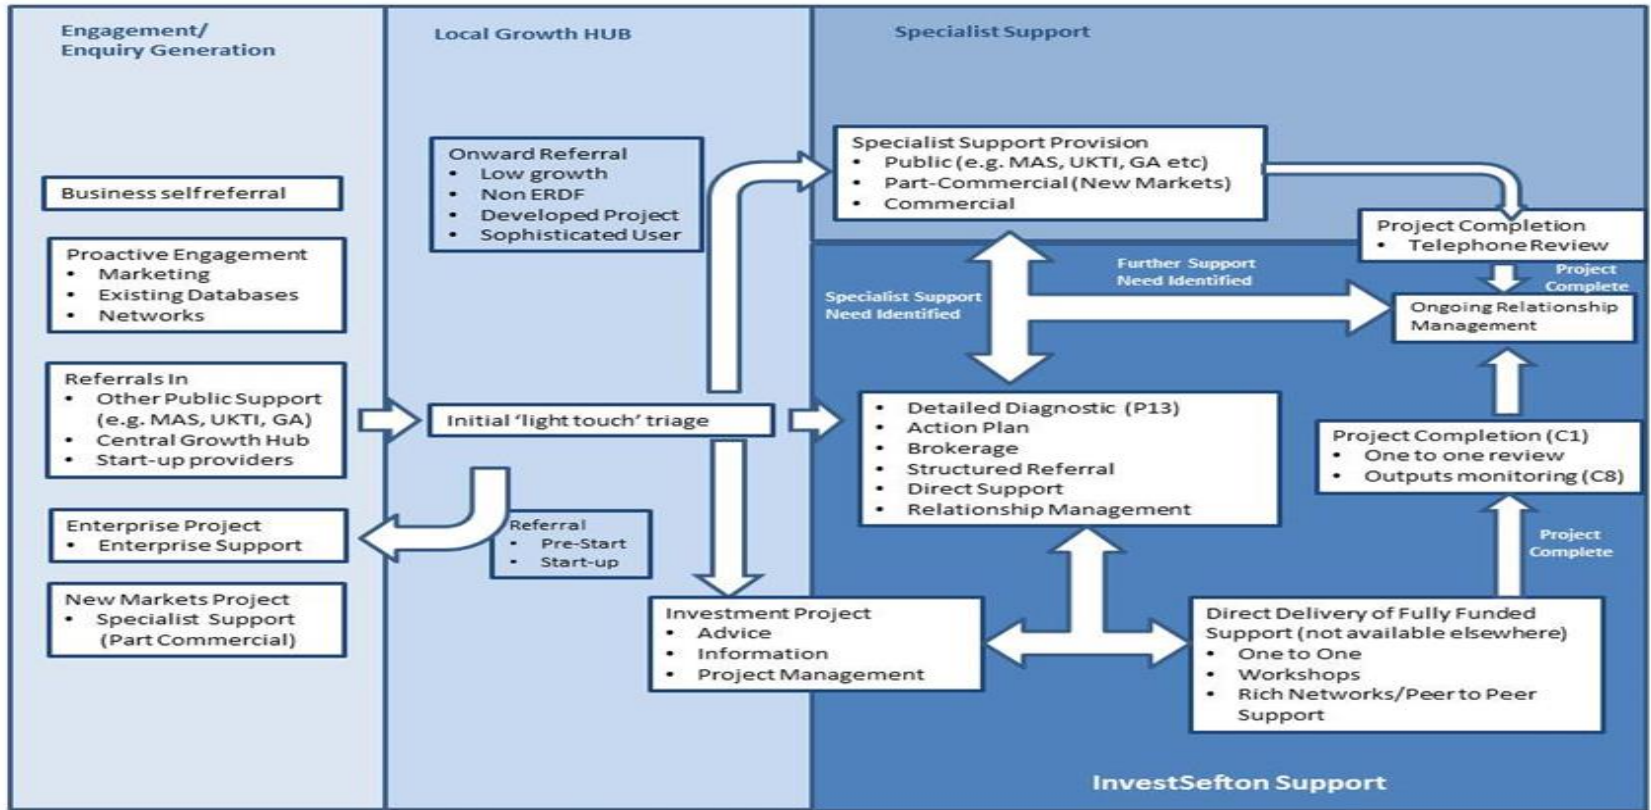 Engagement/
Enquiry Generation
Local Growth HUB
Specialist Support
Business selfreferral
Proactive Engagement
• Marketing
• Existing Databases
• Networks
Referrals In
• Other Public Support
(e.g. MAS, UKTI, GA)
• Central Growth Hub
• Start-up providers
Enterprise Project
• Enterprise Support
New Markets Project
• Specialist Support
(Part Commercial)
Onward Referral
• Low growth
• Non ERDF
• Developed Project
• Sophisticated User
Initial 'light touch' triage
Referral
• Pre-Start
• Start-up
Investment Project
• Advice
• Information
• Project Management
Specialist Support Provision
• Public (e.g. MAS, UKTI, GA etc)
• Part-Commercial (New Markets)
• Commercial
Specialist Support
Need Identified
Further Support
Need Identified
• Detailed Diagnostic (P13)
• Action Plan
• Brokerage
• Structured Referral
• Direct Support
• Relationship Management
Project Completion
• Telephone Review
Project
Complete
Ongoing Relationship
Management
Project Completion (C1)
• One to one review
• Outputs monitoring (C8)
Project
Complete
Direct Delivery of Fully Funded
Support (not available elsewhere)
• One to One
• Workshops
• Rich Networks/Peer to Peer
Support
InvestSefton Support